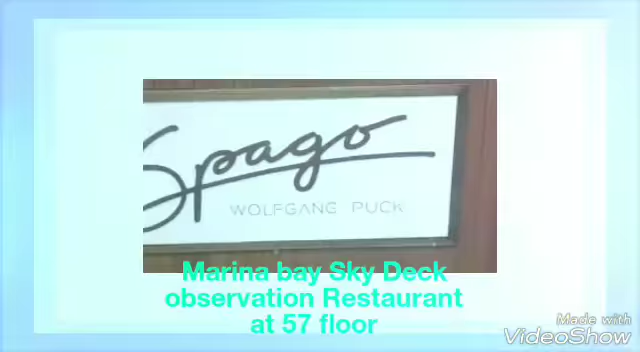 Spago
WOLFGANG PUCK
Marina bay Sky Deck
observation Restaurant
at 57 floor
Made with
VideoShow